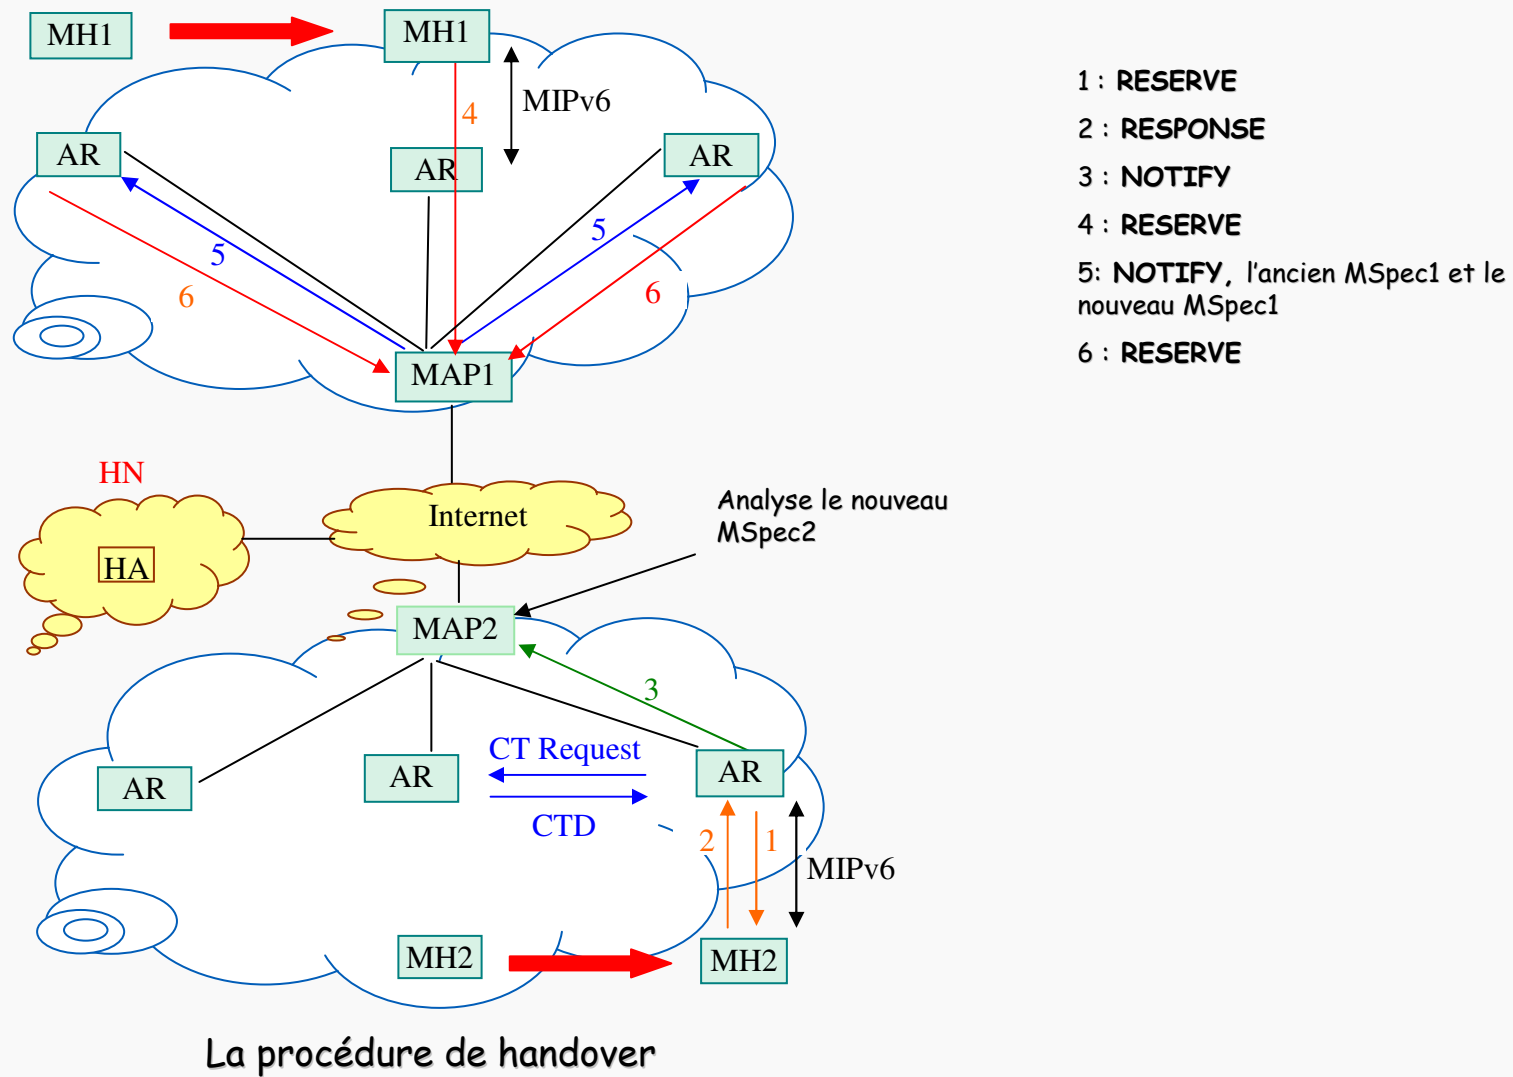 MH1
MH1
MIPv6
4
AR
AR
AR
5
5
6
6
MAP1
1 : RESERVE
2 : RESPONSE
3 : NOTIFY
4 : RESERVE
5: NOTIFY, l'ancien MSpec1 et le
nouveau MSpec1
6 : RESERVE
HN
Internet
HA
Analyse le nouveau
MSpec2
MAP2
3
CT Request
AR
AR
AR
CTD
2
1
MIPv6
MH2
MH2
La procédure de handover